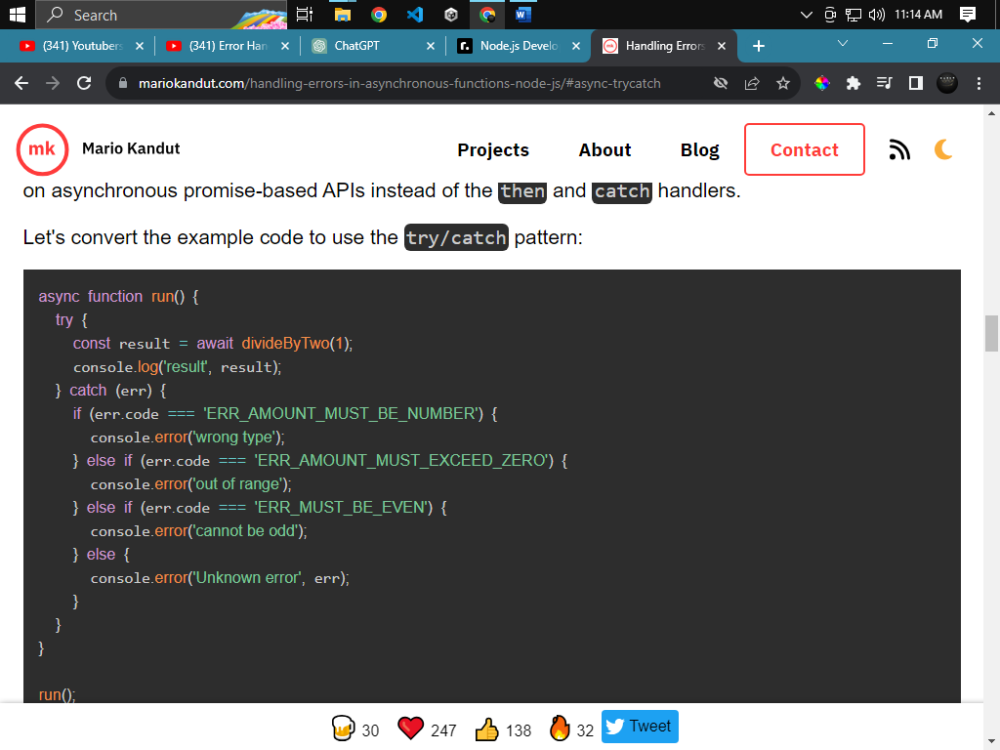 Search
11:14 AM
(341) Youtubers
(341) Error Han
ChatGPT
r. Node.js Develo
mk Handling Errors
mariokandut.com/handling-errors-in-asynchronous-functions-node-js/#async-trycatch
mk Mario Kandut Projects About Blog Contact
on asynchronous promise-based APIs instead of the then and catch handlers.
Let's convert the example code to use the try/catch pattern:
async function run() {
try {
const result = await divideByTwo(1);
console.log('result', result);
} catch (err) {
if (err.code === 'ERR_AMOUNT_MUST_BE_NUMBER') {
console.error('wrong type');
} else if (err.code === 'ERR_AMOUNT_MUST_EXCEED_ZERO') {
console.error('out of range');
} else if (err.code === 'ERR_MUST_BE_EVEN') {
console.error('cannot be odd');
} else {
console.error('Unknown error', err);
}
}
}
run();
30 247 138 32 Tweet